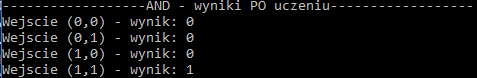 ------------------AND - wyniki PO uczeniu------------------
Wejscie (0,0) - wynik: 0
Wejscie (0,1) - wynik: 0
Wejscie (1,0) - wynik: 0
Wejscie (1,1) - wynik: 1